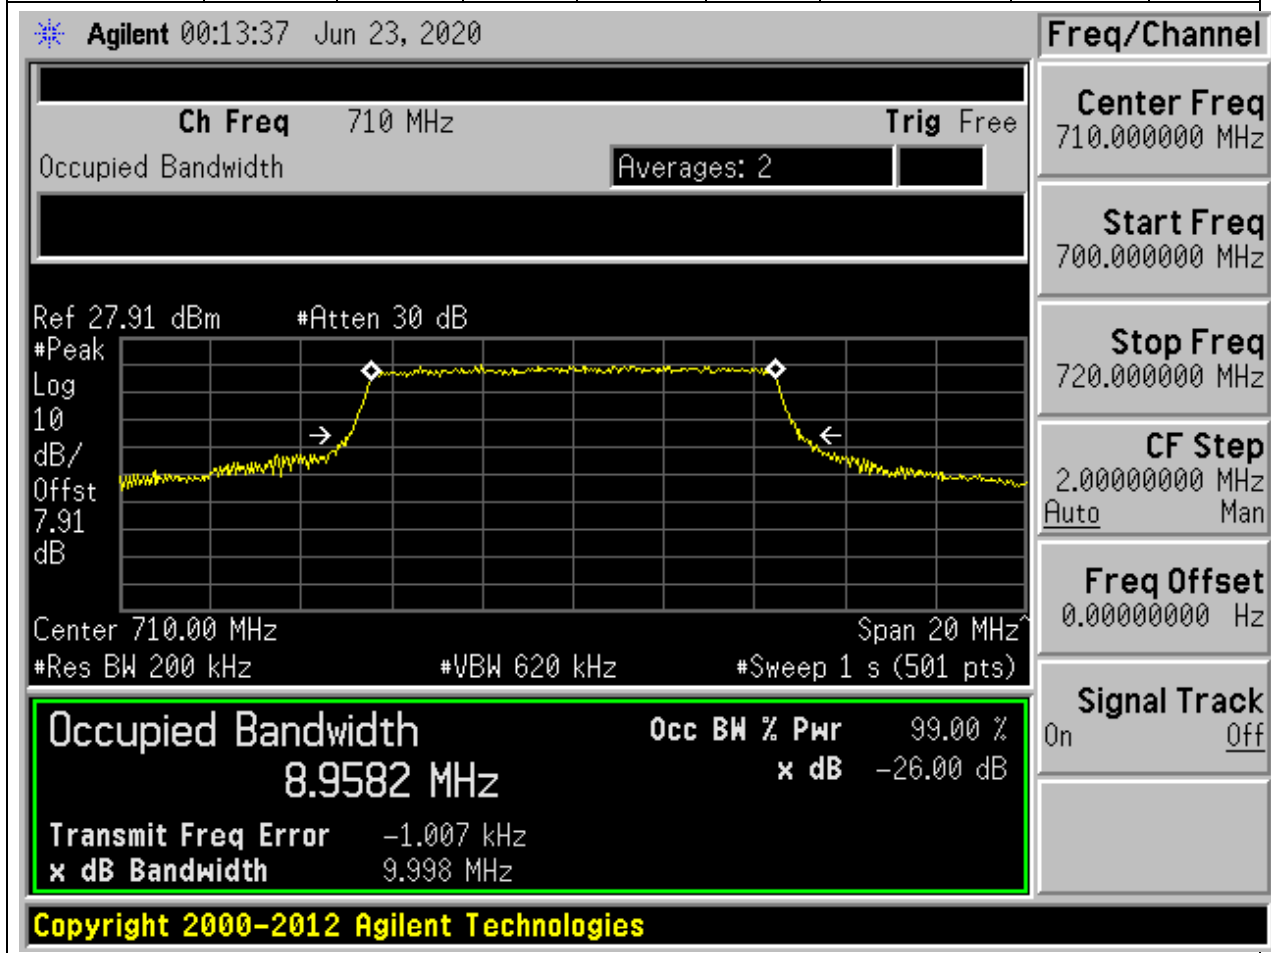 Agilent 00:13:37 Jun 23, 2020
Freq/Channel
Ch Freq 710 MHz Trig Free
Occupied Bandwidth Averages: 2
Ref 27.91 dBm #Atten 30 dB
#Peak
Log
10
dB/
Offst
7.91
dB
Center 710.00 MHz Span 20 MHz^
#Res BW 200 kHz #VBW 620 kHz #Sweep 1 s (501 pts)
Occupied Bandwidth Occ BW % Pwr 99.00 %
8.9582 MHz x dB -26.00 dB
Transmit Freq Error -1.007 kHz
x dB Bandwidth 9.998 MHz
Copyright 2000-2012 Agilent Technologies
Center Freq
710.000000 MHz
Start Freq
700.000000 MHz
Stop Freq
720.000000 MHz
CF Step
2.00000000 MHz
Auto Man
Freq Offset
0.00000000 Hz
Signal Track
On Off